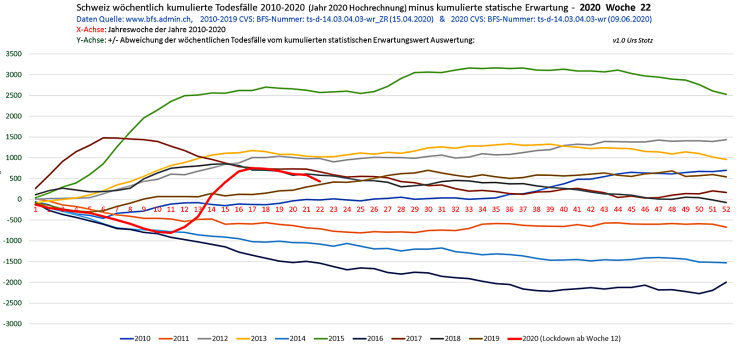 Schweiz wöchentlich kumulierte Todesfälle 2010-2020 (Jahr 2020 Hochrechnung) minus kumulierte statische Erwartung - 2020 Woche 22
Daten Quelle: www.bfs.admin.ch, 2010-2019 CVS: BFS-Nummer: ts-d-14.03.04.03-wr_ZR (15.04.2020) & 2020 CVS: BFS-Nummer: ts-d-14.03.04.03-wr (09.06.2020)
X-Achse: Jahreswoche der Jahre 2010-2020
Y-Achse: +/- Abweichung der wöchentlichen Todesfälle vom kumulierten statistischen Erwartungswert Auswertung: v1.0 Urs Stotz
3500
3000
2500
2000
1500
1000
500
0
1 2 3 4 5 6 7 8 9 10 11 12 13 14 15 16 17 18 19 20 21 22 23 24 25 26 27 28 29 30 31 32 33 34 35 36 37 38 39 40 41 42 43 44 45 46 47 48 49 50 51 52
-500
-1000
-1500
-2000
-2500
-3000
2010 2011 2012 2013 2014 2015 2016 2017 2018 2019 2020 (Lockdown ab Woche 12)